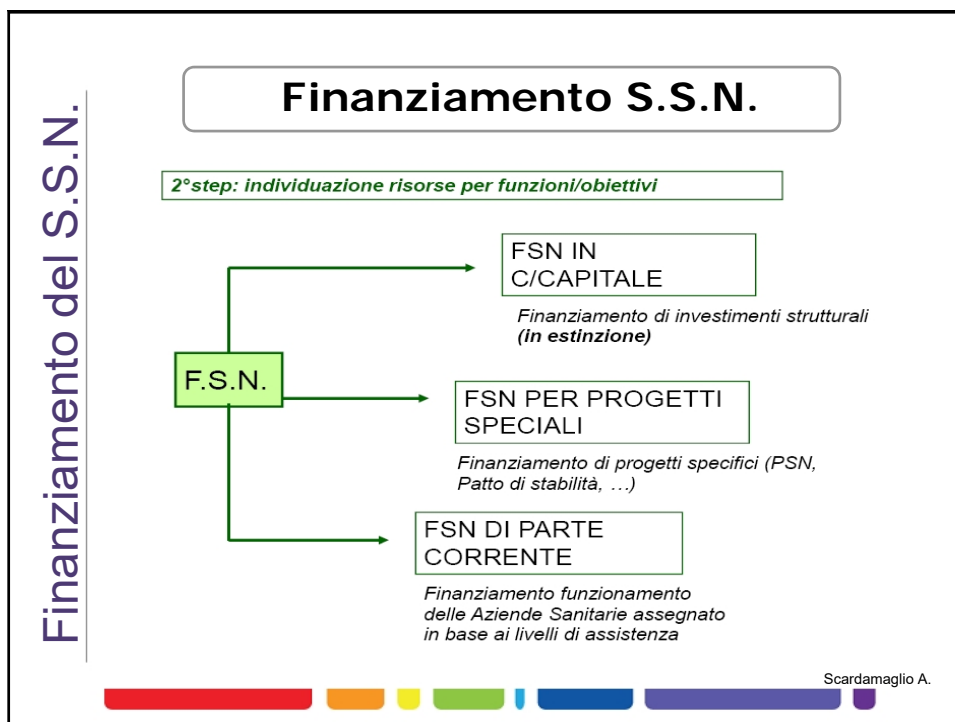 Finanziamento S.S.N.
Finanziamento del S.S.N.
2°step: individuazione risorse per funzioni/obiettivi
FSN IN
C/CAPITALE
Finanziamento di investimenti strutturali
(in estinzione)
F.S.N.
FSN PER PROGETTI
SPECIALI
Finanziamento di progetti specifici (PSN,
Patto di stabilità, …)
FSN DI PARTE
CORRENTE
Finanziamento funzionamento
delle Aziende Sanitarie assegnato
in base ai livelli di assistenza
Scardamaglio A.